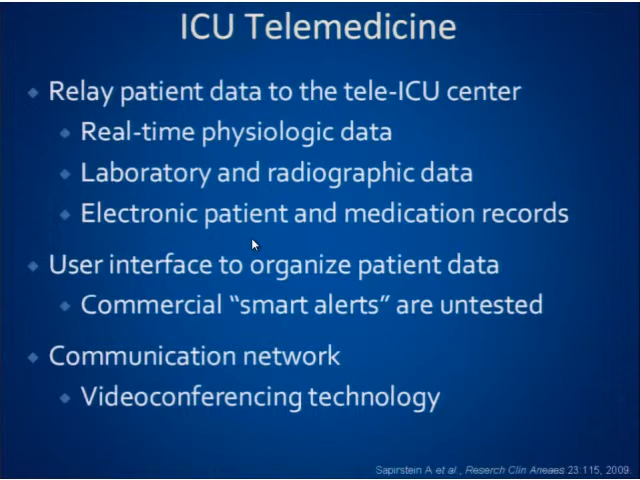 ICU Telemedicine
Relay patient data to the tele-ICU center
Real-time physiologic data
Laboratory and radiographic data
Electronic patient and medication records
User interface to organize patient data
Commercial “smart alerts” are untested
Communication network
Videoconferencing technology
Sapirstein A et al., Reserch Clin Aneaes 23:115, 2009.